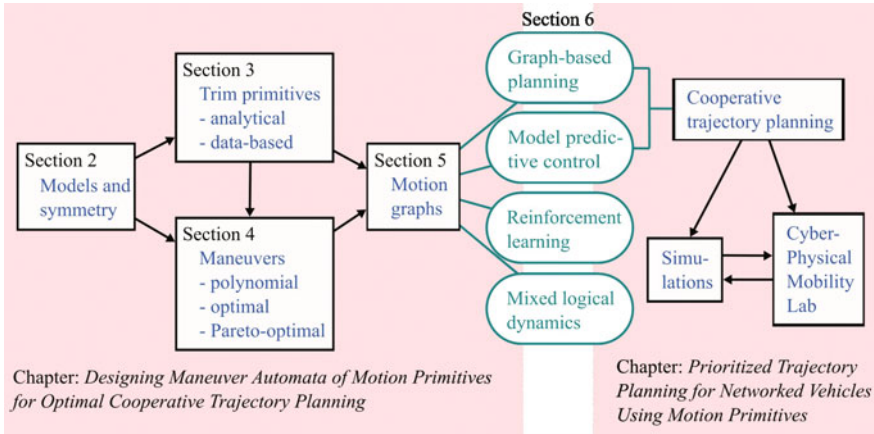 Section 6
Section 2
Models and
symmetry
Section 3
Trim primitives
- analytical
- data-based
Section 4
Maneuvers
- polynomial
- optimal
- Pareto-optimal
Section 5
Motion
graphs
Graph-based
planning
Model predic-
tive control
Reinforcement
learning
Mixed logical
dynamics
Cooperative
trajectory planning
Simu-
lations
Cyber-
Physical
Mobility
Lab
Chapter: Designing Maneuver Automata of Motion Primitives
for Optimal Cooperative Trajectory Planning
Chapter: Prioritized Trajectory
Planning for Networked Vehicles
Using Motion Primitives